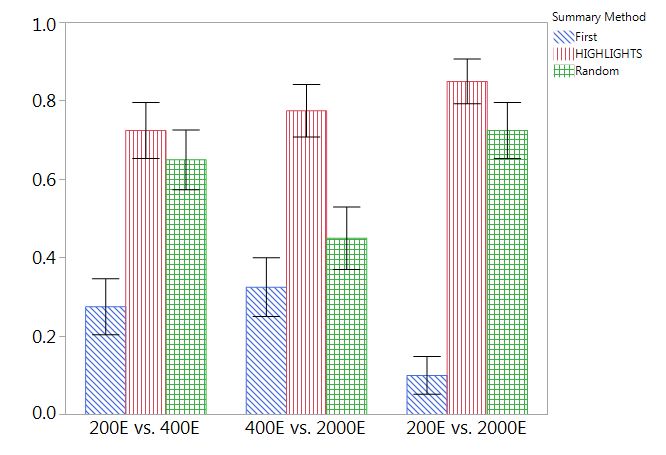 Summary Method
First
HIGHLIGHTS
Random
1.0
0.8
0.6
0.4
0.2
0.0
200E vs. 400E
400E vs. 2000E
200E vs. 2000E